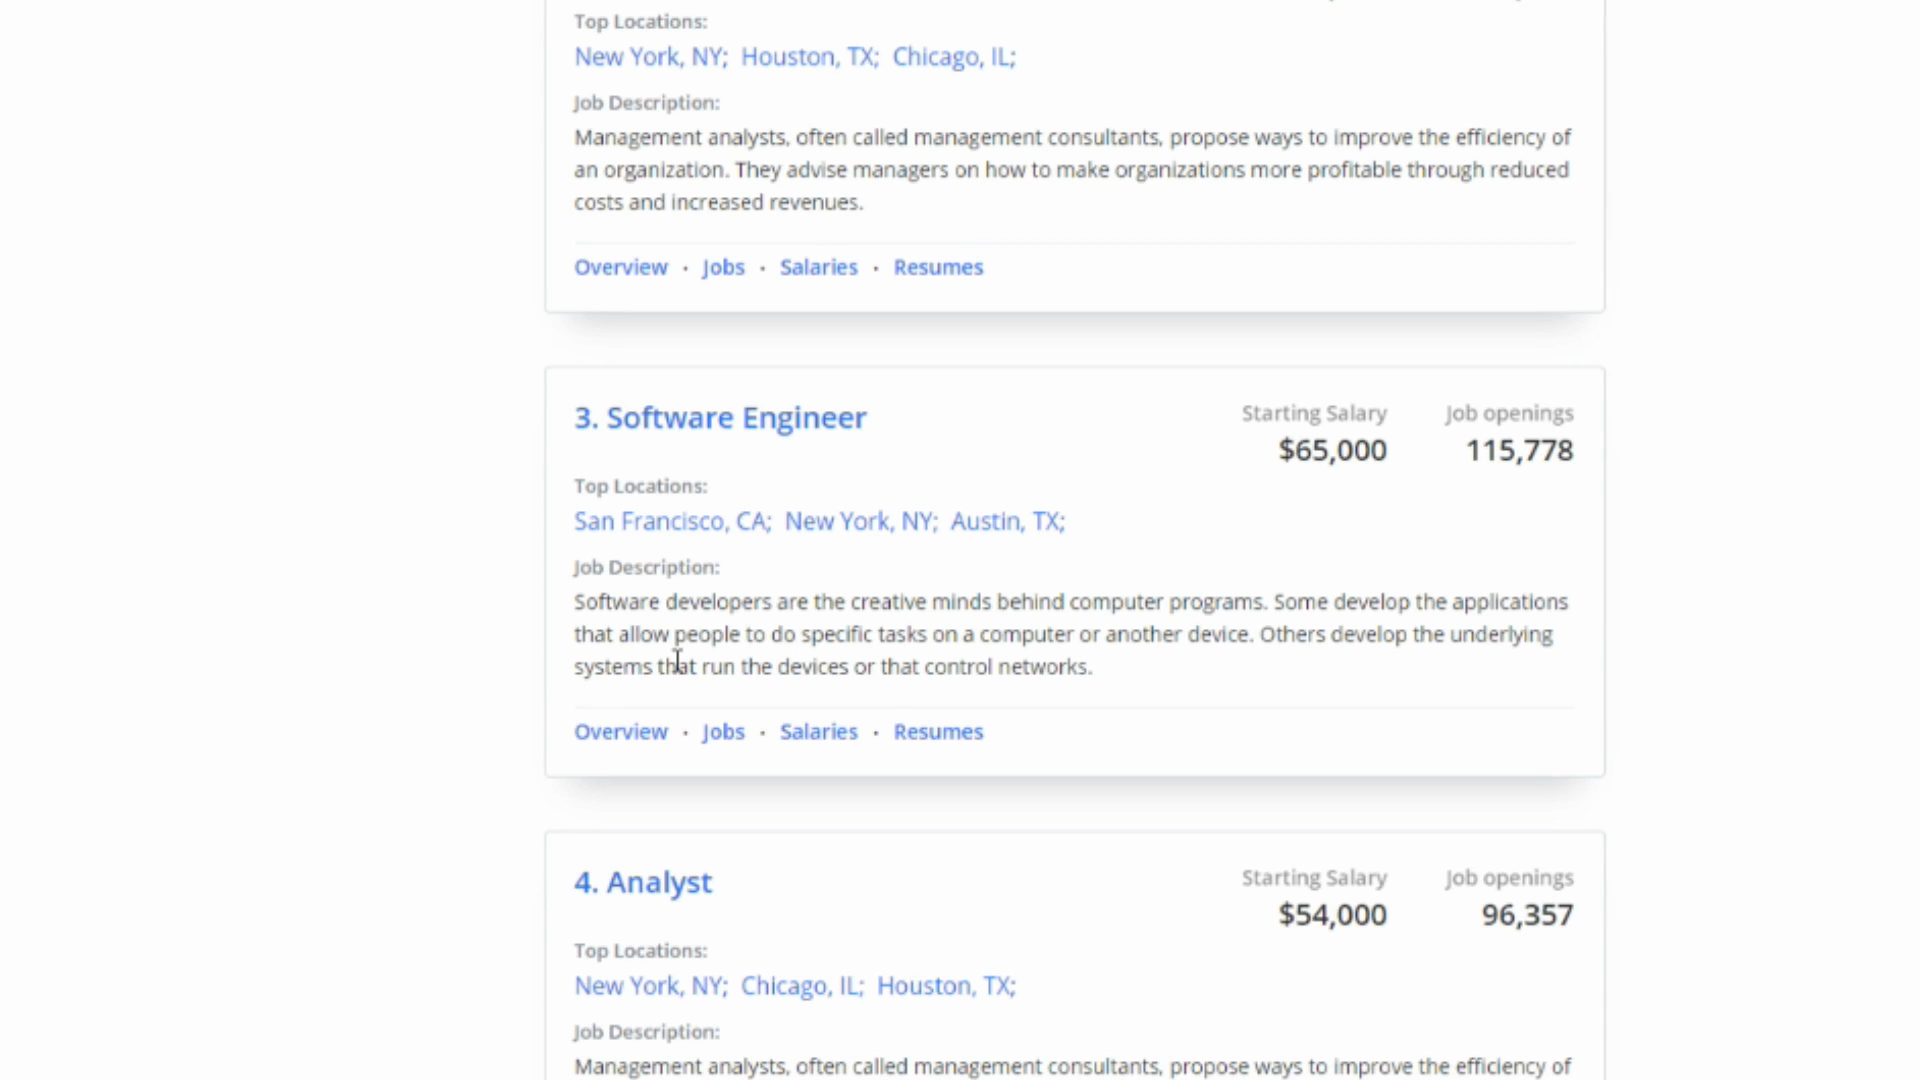 Top Locations:
New York, NY; Houston, TX; Chicago, IL;
Job Description:
Management analysts, often called management consultants, propose ways to improve the efficiency of
an organization. They advise managers on how to make organizations more profitable through reduced
costs and increased revenues.
Overview · Jobs · Salaries · Resumes
3. Software Engineer
Starting Salary Job openings
$65,000 115,778
Top Locations:
San Francisco, CA; New York, NY; Austin, TX;
Job Description:
Software developers are the creative minds behind computer programs. Some develop the applications
that allow people to do specific tasks on a computer or another device. Others develop the underlying
systems that run the devices or that control networks.
Overview · Jobs · Salaries · Resumes
4. Analyst
Starting Salary Job openings
$54,000 96,357
Top Locations:
New York, NY; Chicago, IL; Houston, TX;
Job Description:
Management analysts, often called management consultants, propose ways to improve the efficiency of